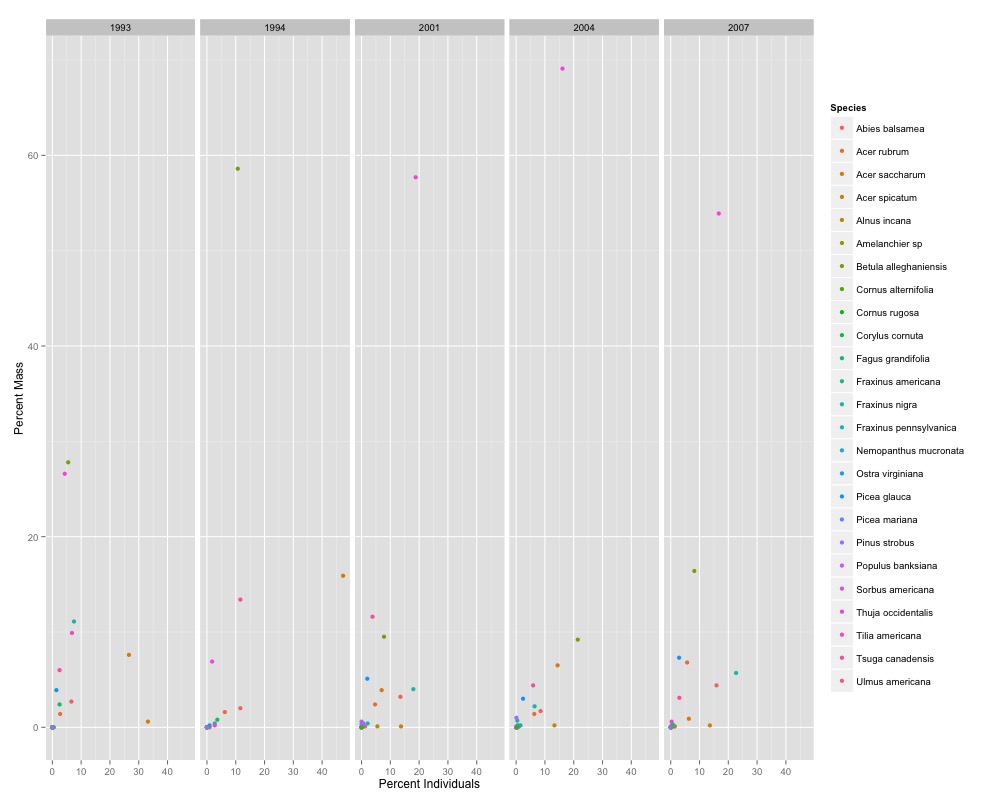 1993
1994
2001
2004
2007
60
40
20
0
Percent Mass
0 10 20 30 40
0 10 20 30 40
0 10 20 30 40
0 10 20 30 40
0 10 20 30 40
Percent Individuals
Species
Abies balsamea
Acer rubrum
Acer saccharum
Acer spicatum
Alnus incana
Amelanchier sp
Betula alleghaniensis
Cornus alternifolia
Cornus rugosa
Corylus cornuta
Fagus grandifolia
Fraxinus americana
Fraxinus nigra
Fraxinus pennsylvanica
Nemopanthus mucronata
Ostra virginiana
Picea glauca
Picea mariana
Pinus strobus
Populus banksiana
Sorbus americana
Thuja occidentalis
Tilia americana
Tsuga canadensis
Ulmus americana